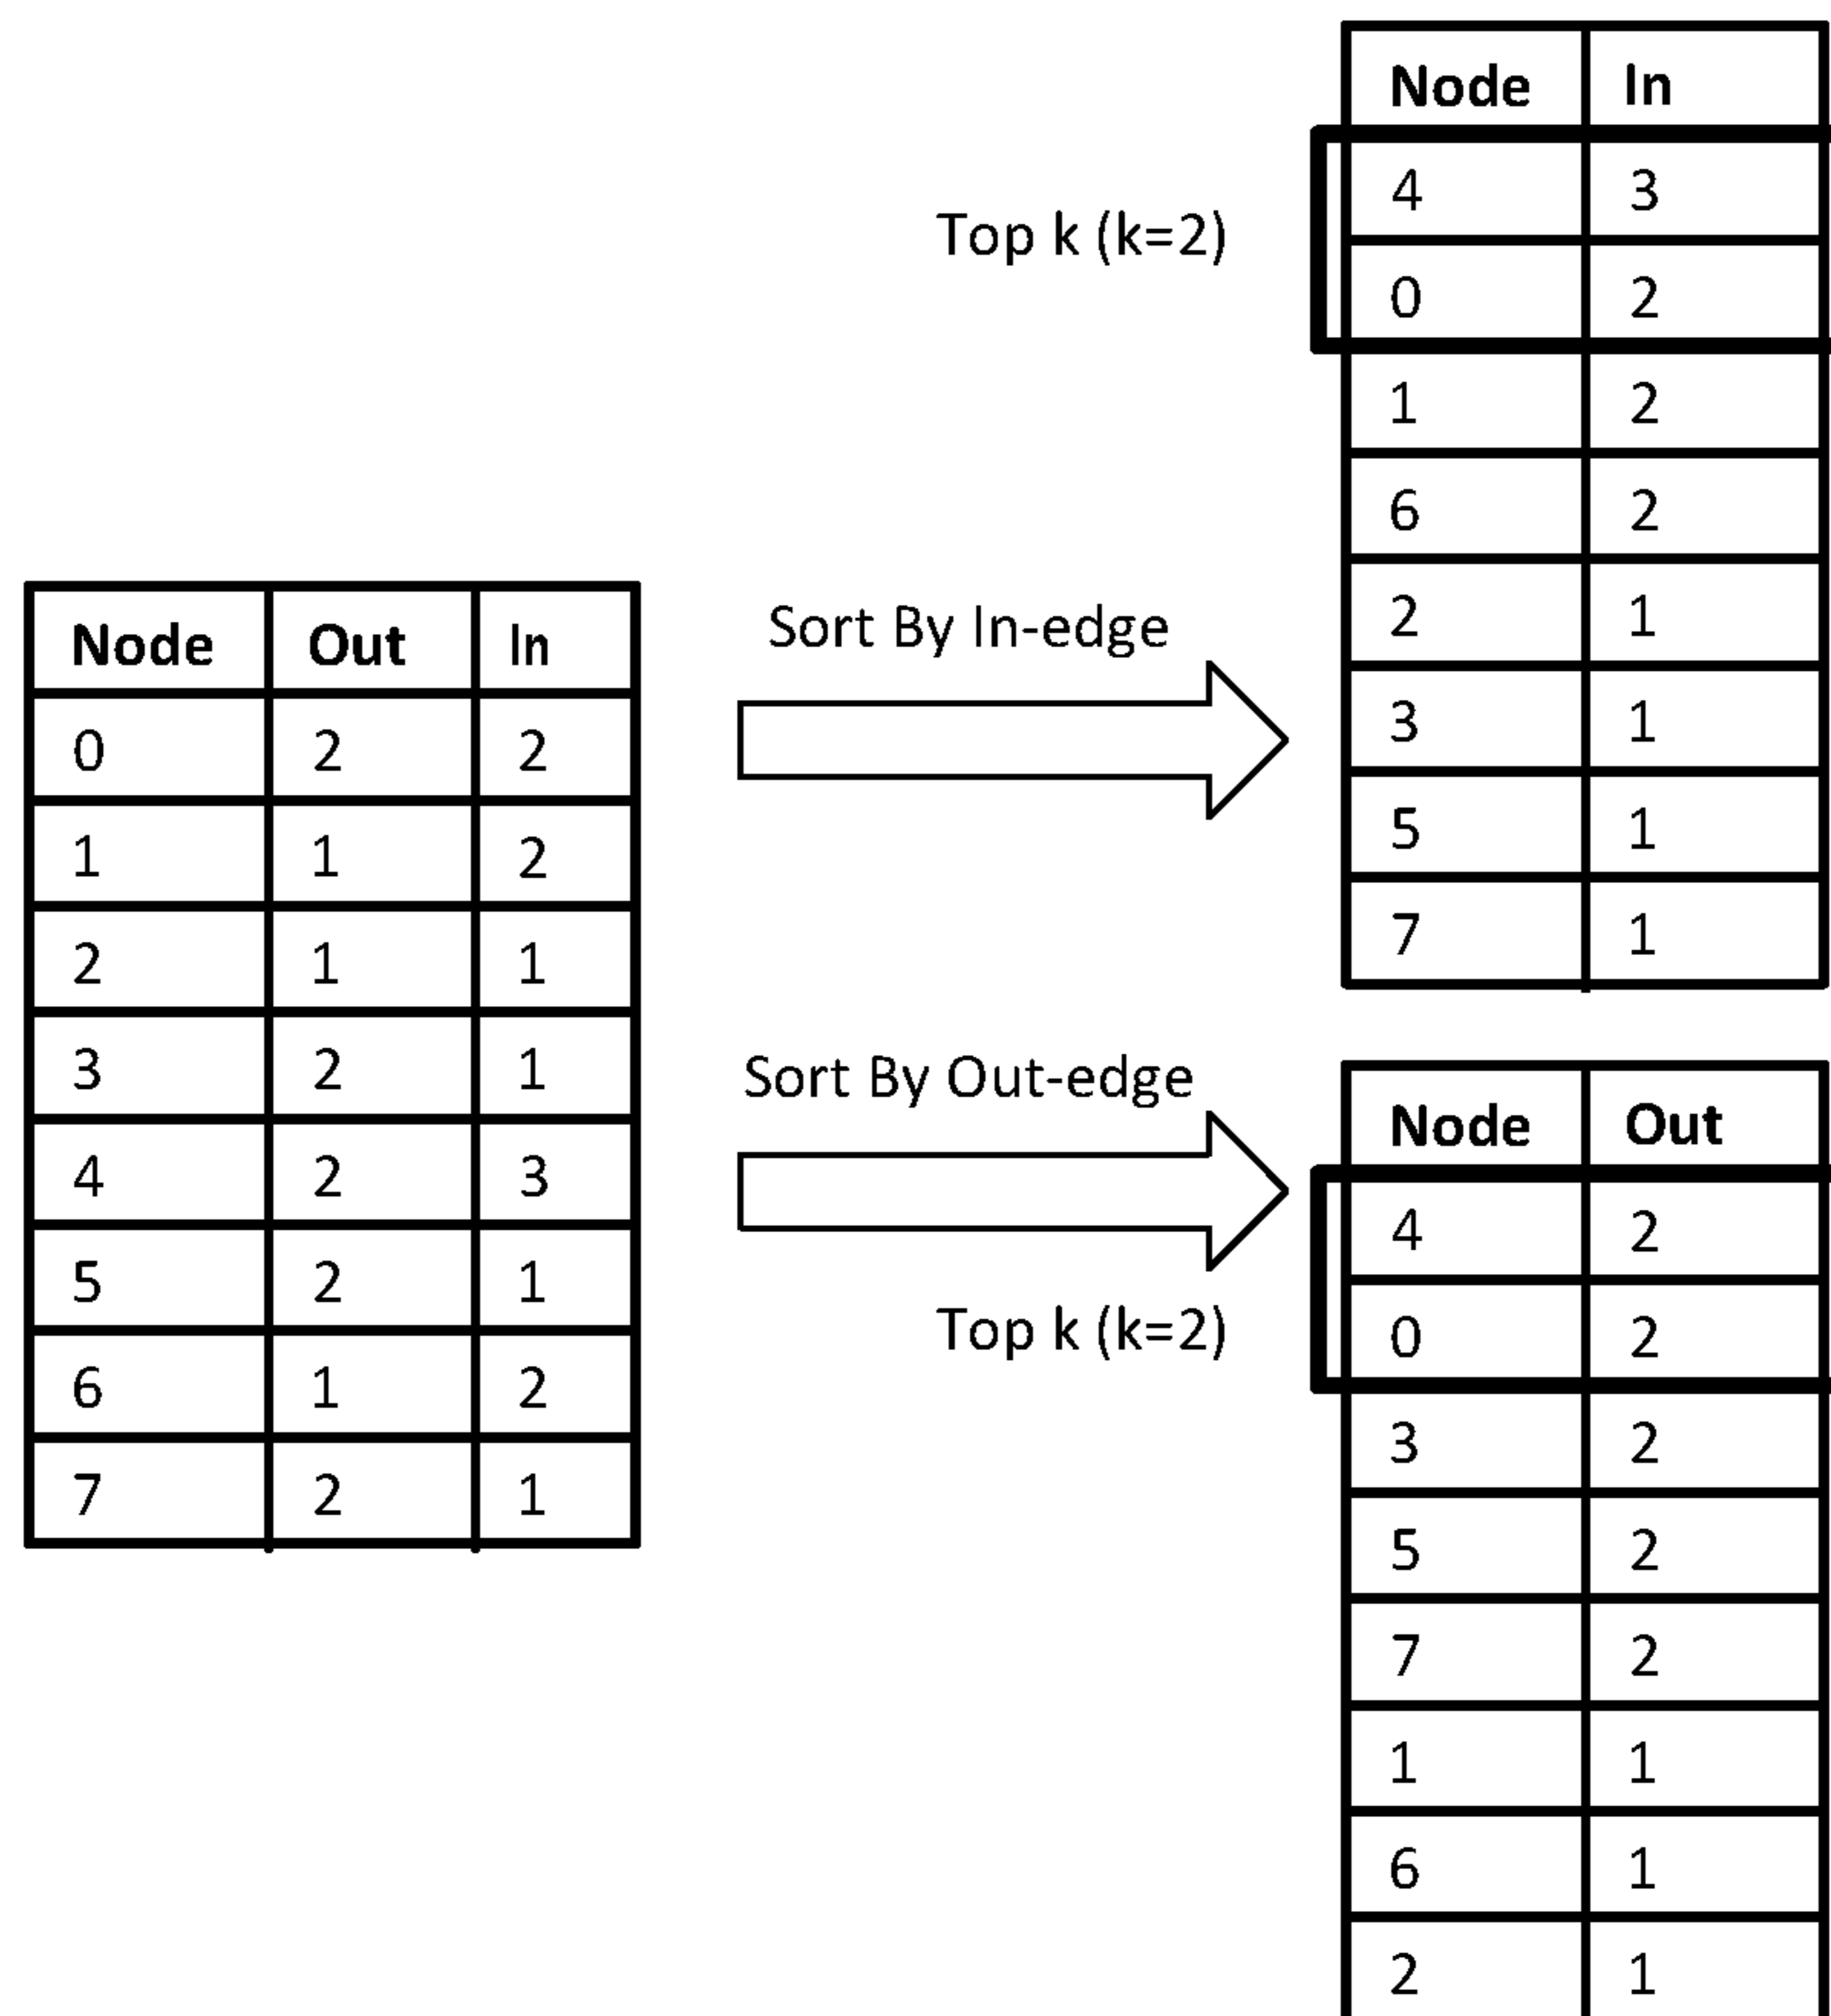 Node Out In
0 2 2
1 1 2
2 1 1
3 2 1
4 2 3
5 2 1
6 1 2
7 2 1
Sort By In-edge
Top k (k=2)
Node In
4 3
0 2
1 2
6 2
2 1
3 1
5 1
7 1
Sort By Out-edge
Top k (k=2)
Node Out
4 2
0 2
3 2
5 2
7 2
1 1
6 1
2 1